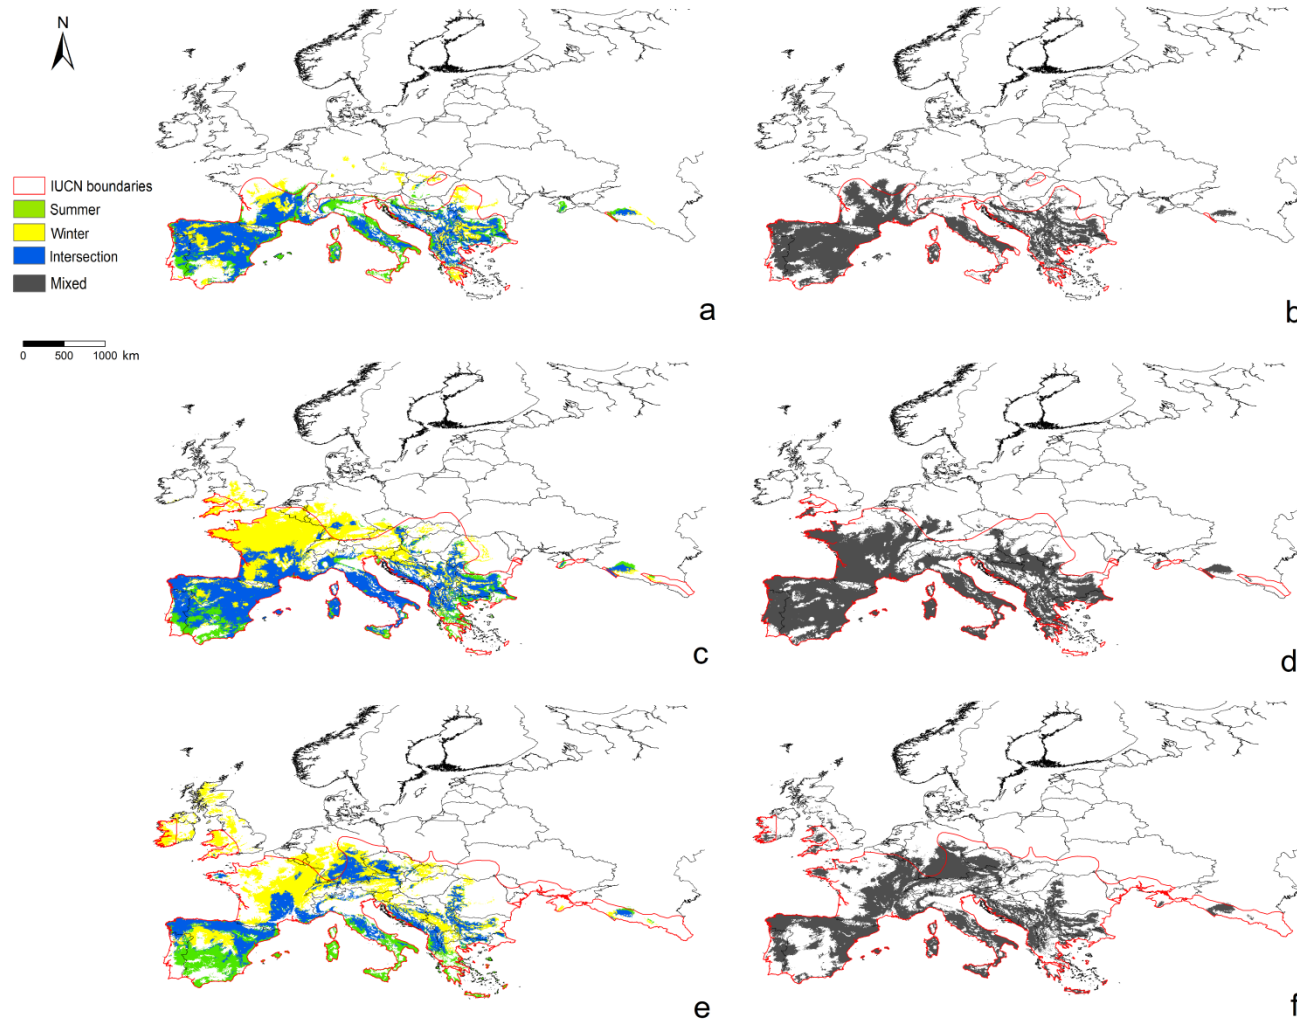 N
IUCN boundaries
Summer
Winter
Intersection
Mixed
0 500 1000 km
a
b
c
d
e
f